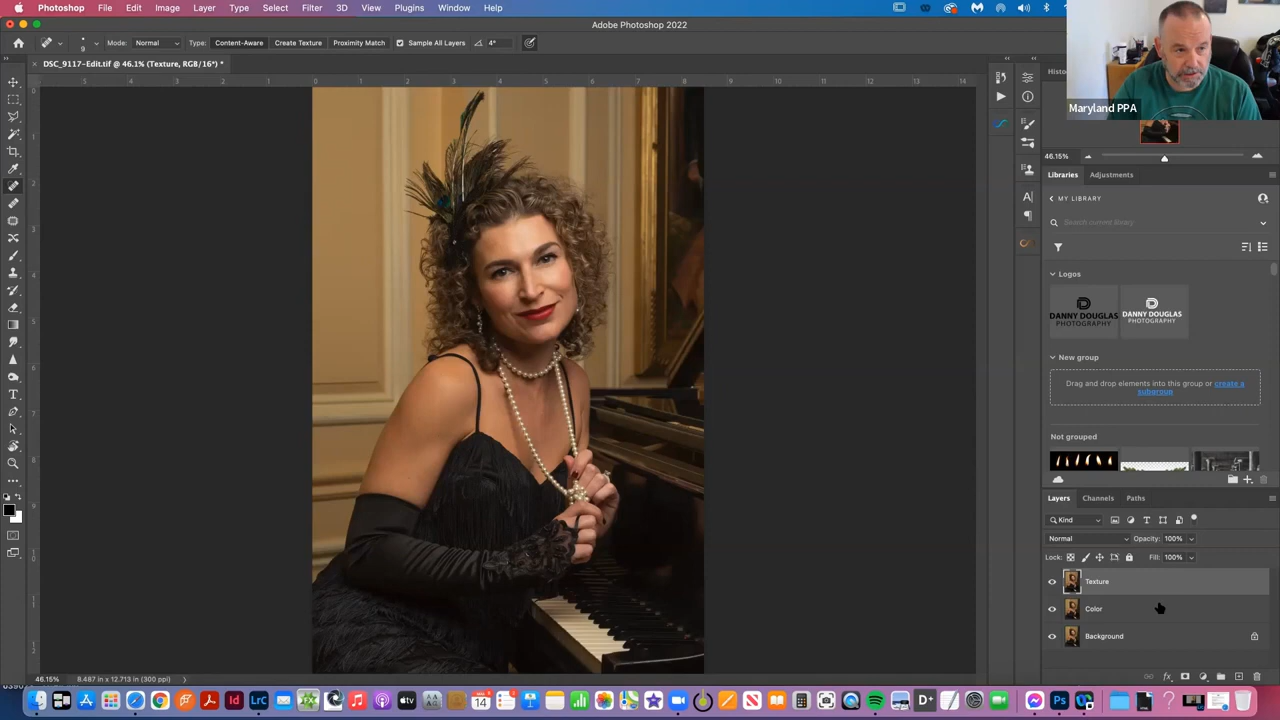 Photoshop File Edit Image Layer Type Select Filter 3D View Plugins Window Help
Adobe Photoshop 2022
Mode: Normal Type: Content-Aware Create Texture Proximity Match Sample All Layers 4°
DSC_9117-Edit.tif @ 46.1% (Texture, RGB/16*) *
Maryland PPA
46.15%
Libraries Adjustments
MY LIBRARY
Search current library
Logos
DANNY DOUGLAS
PHOTOGRAPHY
DANNY DOUGLAS
PHOTOGRAPHY
New group
Drag and drop elements into this group or create a
subgroup
Not grouped
Layers Channels Paths
Kind
Normal Opacity: 100%
Lock: Fill: 100%
Texture
Color
Background
46.15% 8.487 in x 12.713 in (300 ppi)